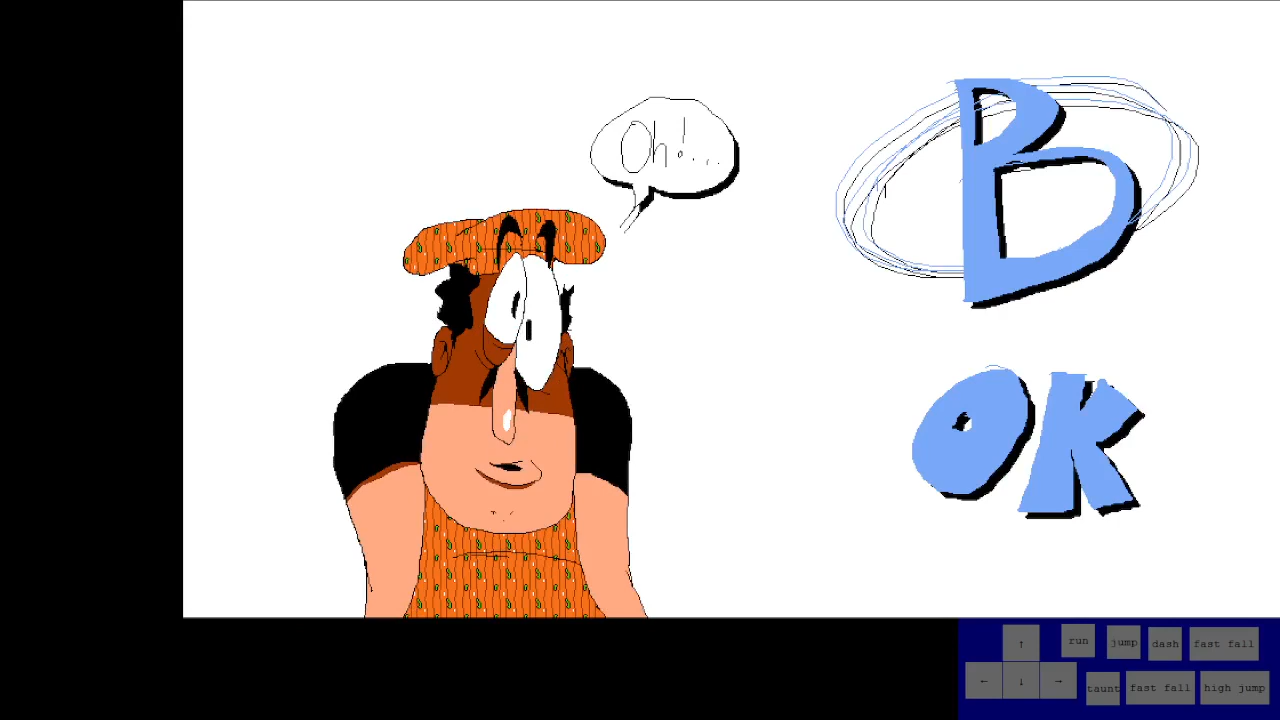 Oh!...
B
OK
↑ run jump dash fast fall
← ↓ → taunt fast fall high jump